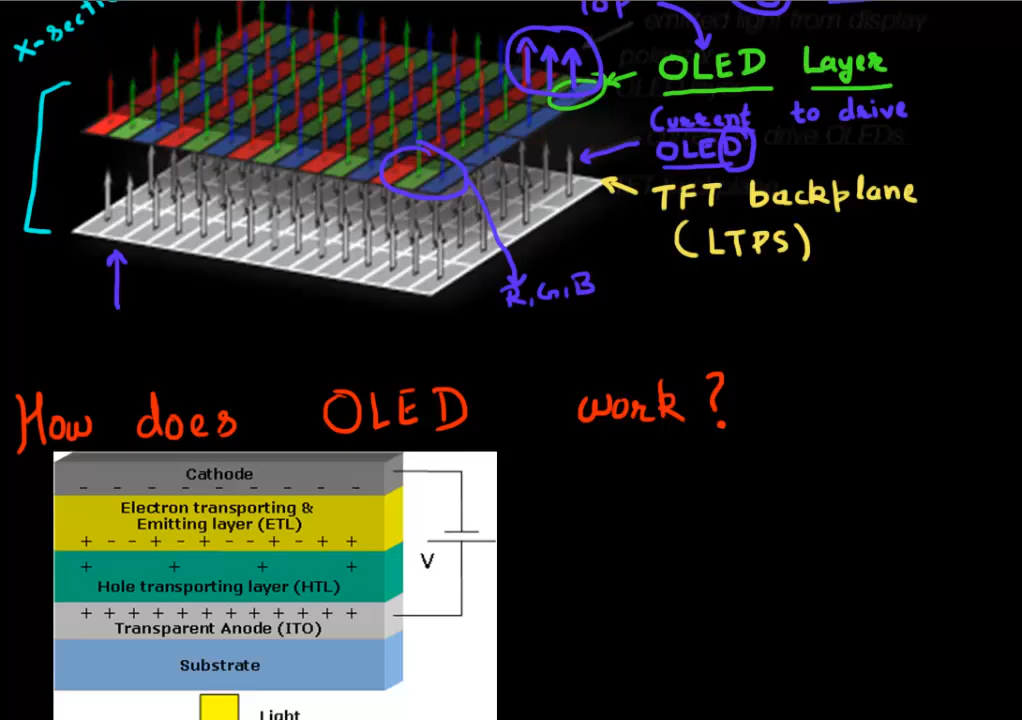 x-secti
Top
emitted light from display
OLED Layer
Current to drive
drive OLEDs
OLED
TFT backplane
(LTPS)
R,G,B
How does OLED work?
Cathode
- - - - - - - - -
Electron transporting &
Emitting layer (ETL)
+ - - + - + - - + - + +
+ + + +
V
Hole transporting layer (HTL)
+ + + + + + + + + + + +
Transparent Anode (ITO)
Substrate
Light